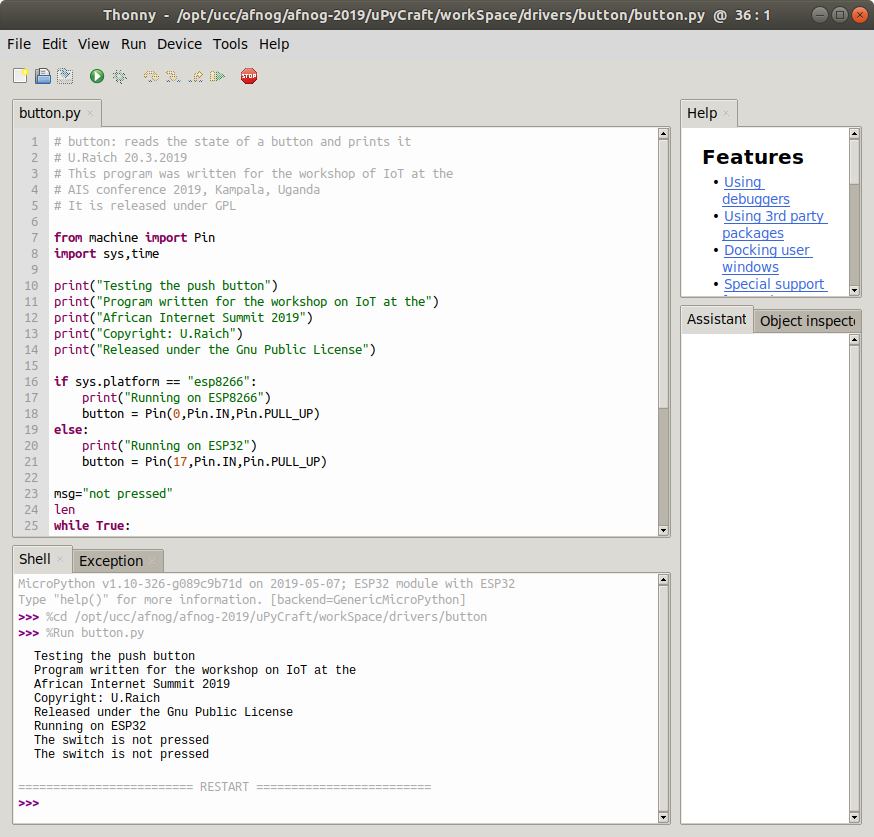 Thonny - /opt/ucc/afnog/afnog-2019/uPyCraft/workSpace/drivers/button/button.py @ 36 : 1
File Edit View Run Device Tools Help
STOP
button.py
1 # button: reads the state of a button and prints it
2 # U.Raich 20.3.2019
3 # This program was written for the workshop of IoT at the
4 # AIS conference 2019, Kampala, Uganda
5 # It is released under GPL
6
7 from machine import Pin
8 import sys,time
9
10 print("Testing the push button")
11 print("Program written for the workshop on IoT at the")
12 print("African Internet Summit 2019")
13 print("Copyright: U.Raich")
14 print("Released under the Gnu Public License")
15
16 if sys.platform == "esp8266":
17     print("Running on ESP8266")
18     button = Pin(0,Pin.IN,Pin.PULL_UP)
19 else:
20     print("Running on ESP32")
21     button = Pin(17,Pin.IN,Pin.PULL_UP)
22
23 msg="not pressed"
24 len
25 while True:
Shell Exception
MicroPython v1.10-326-g089c9b71d on 2019-05-07; ESP32 module with ESP32
Type "help()" for more information. [backend=GenericMicroPython]
>>> %cd /opt/ucc/afnog/afnog-2019/uPyCraft/workSpace/drivers/button
>>> %Run button.py
Testing the push button
Program written for the workshop on IoT at the
African Internet Summit 2019
Copyright: U.Raich
Released under the Gnu Public License
Running on ESP32
The switch is not pressed
The switch is not pressed
========================= RESTART =========================
>>>
Help
Features
• Using
debuggers
• Using 3rd party
packages
• Docking user
windows
• Special support
Assistant Object inspecto